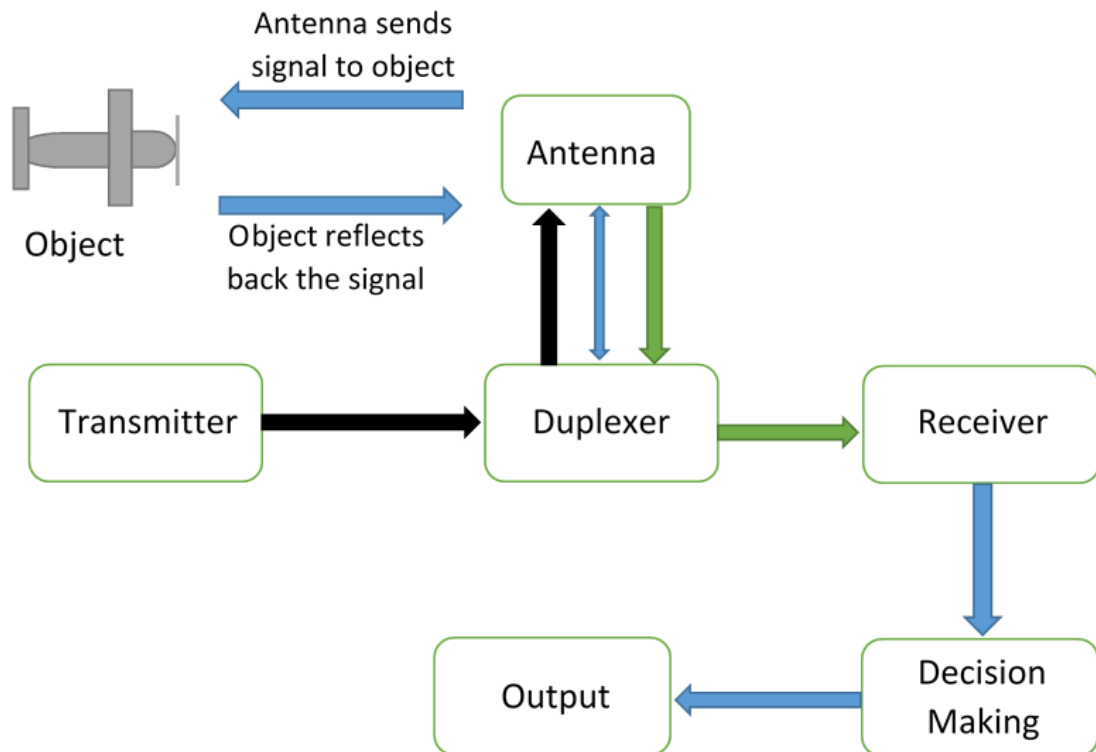 Antenna sends
signal to object
Antenna
Object
Object reflects
back the signal
Transmitter
Duplexer
Receiver
Output
Decision
Making